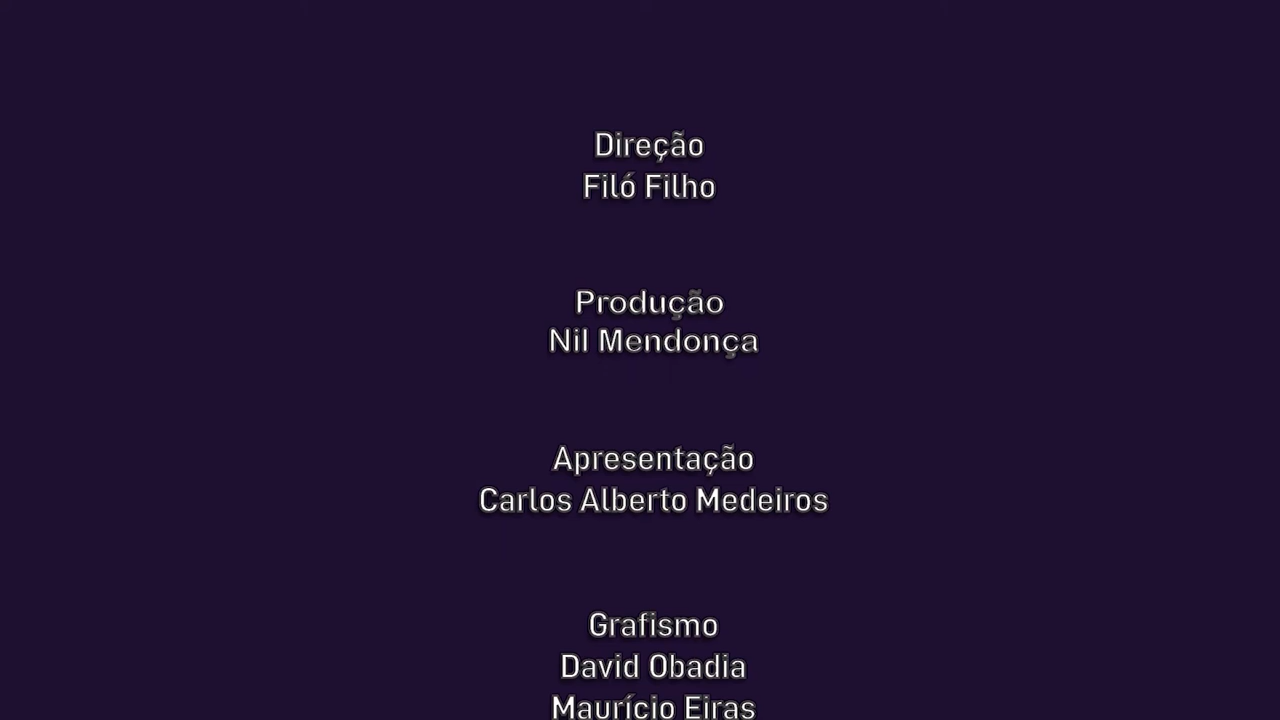 Direção
Filó Filho
Produção
Nil Mendonça
Apresentação
Carlos Alberto Medeiros
Grafismo
David Obadia
Maurício Eiras